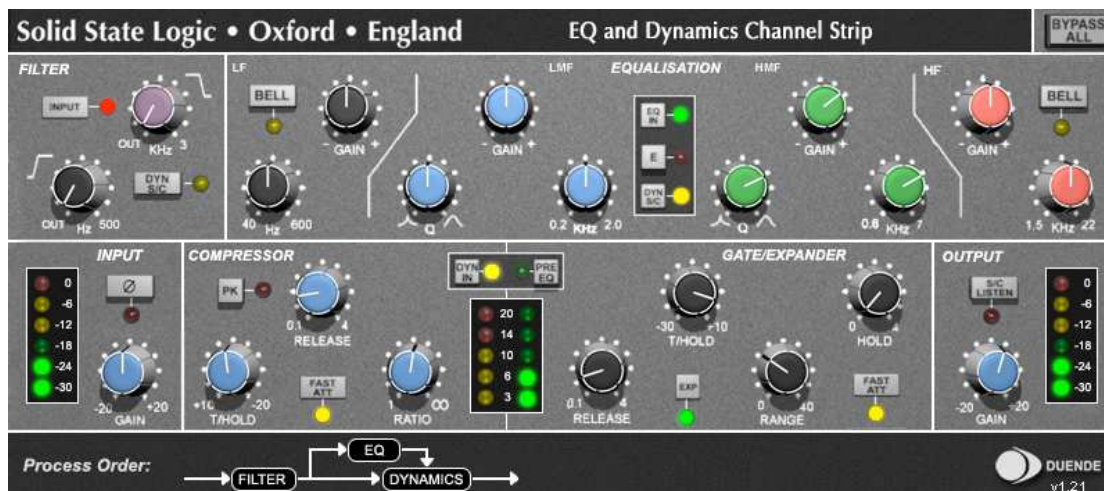 Solid State Logic • Oxford • England
EQ and Dynamics Channel Strip
BYPASS
ALL
FILTER
INPUT
OUT KHz 3
DYN
S/C
OUT Hz 500
EQUALISATION
LF
BELL
- GAIN +
40 Hz 600
LMF
- GAIN +
Q
0.2 KHz 2.0
EQ
IN
E
DYN
S/C
HMF
- GAIN +
Q
0.6 KHz 7
HF
- GAIN +
BELL
1.5 KHz 22
INPUT
0
-6
-12
-18
-24
-30
Ø
-20 +20
GAIN
COMPRESSOR
PK
0.1 4
RELEASE
+10 -20
T/HOLD
FAST
ATT
1 ∞
RATIO
DYN
IN
PRE
EQ
20
14
10
6
3
GATE/EXPANDER
-30 +10
T/HOLD
0 4
HOLD
0.1 4
RELEASE
EXP
0 40
RANGE
FAST
ATT
OUTPUT
S/C
LISTEN
-20 -20
GAIN
0
-6
-12
-18
-24
-30
Process Order:
FILTER
EQ
DYNAMICS
DUENDE
v1.21